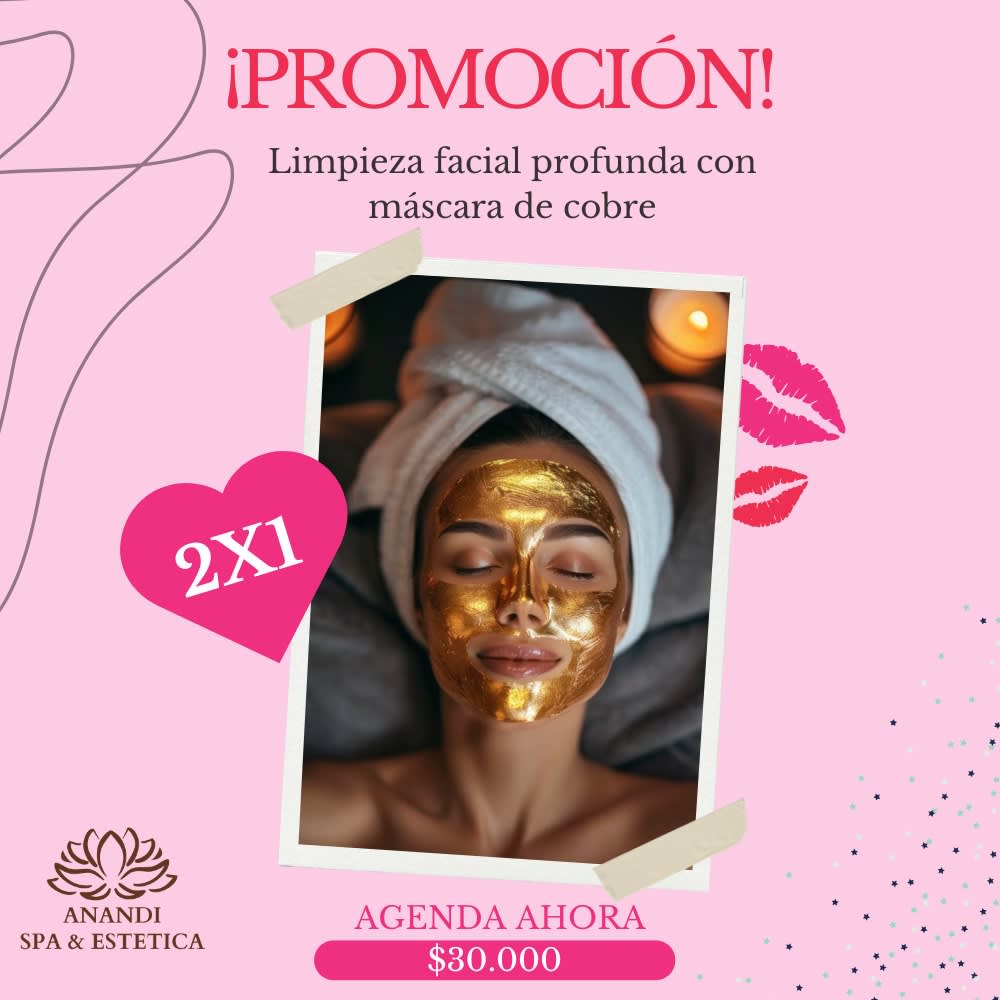 ¡PROMOCIÓN!
Limpieza facial profunda con
máscara de cobre
2X1
ANANDI
SPA & ESTETICA
AGENDA AHORA
$30.000